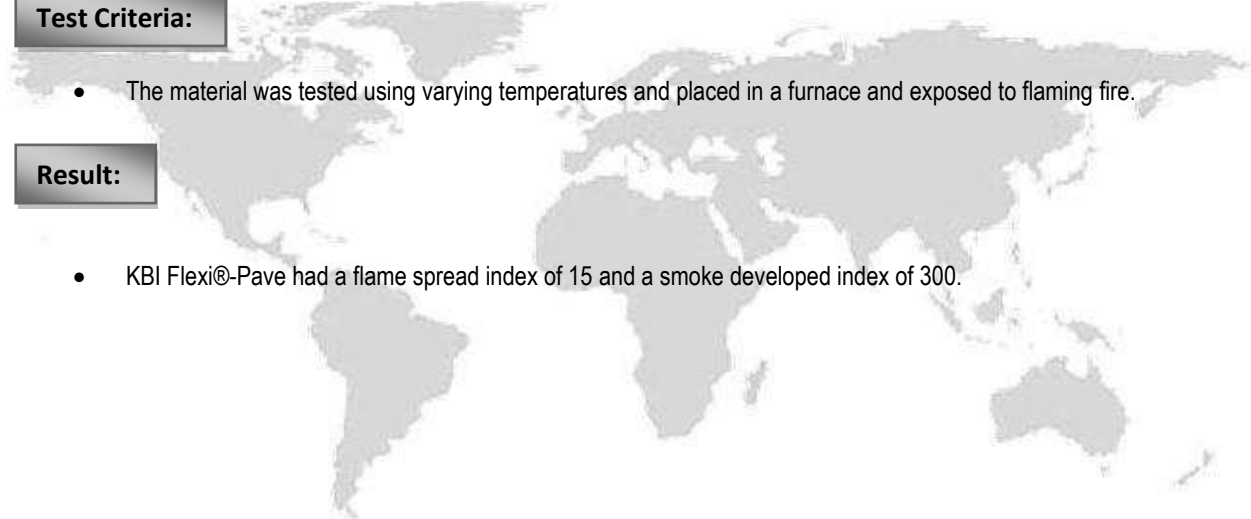 Test Criteria:
• The material was tested using varying temperatures and placed in a furnace and exposed to flaming fire.
Result:
• KBI Flexi®-Pave had a flame spread index of 15 and a smoke developed index of 300.